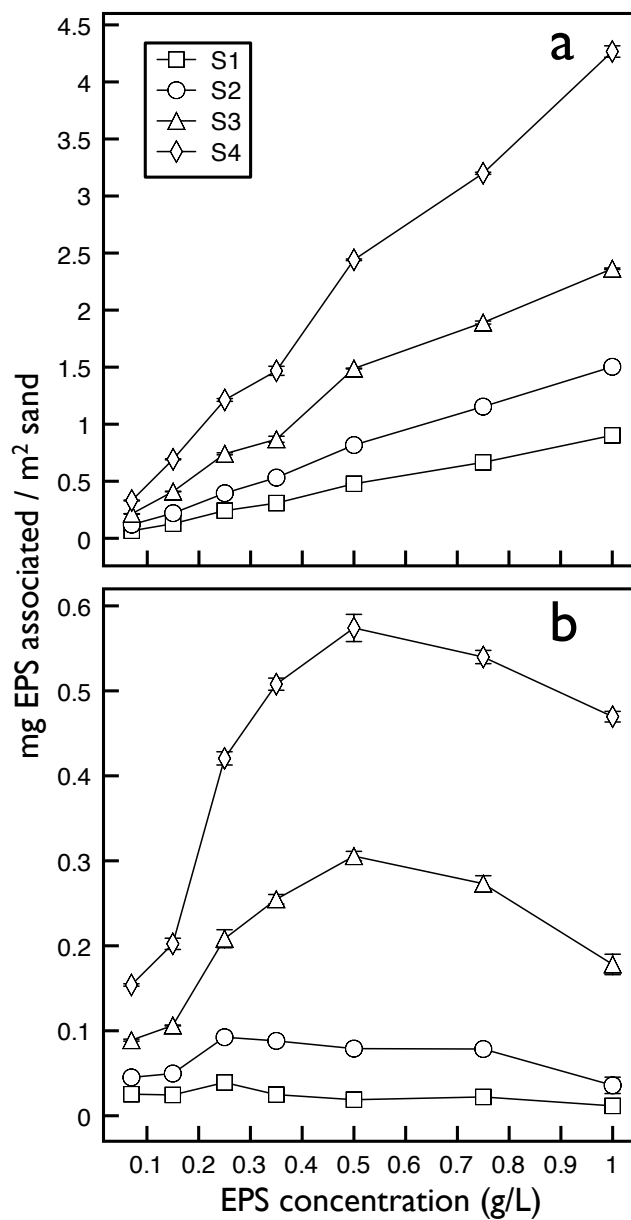 a
S1
S2
S3
S4
4.5
4
3.5
3
2.5
2
1.5
1
0.5
0
mg EPS associated / m² sand
b
0.6
0.5
0.4
0.3
0.2
0.1
0
0.1 0.2 0.3 0.4 0.5 0.6 0.7 0.8 0.9 1
EPS concentration (g/L)